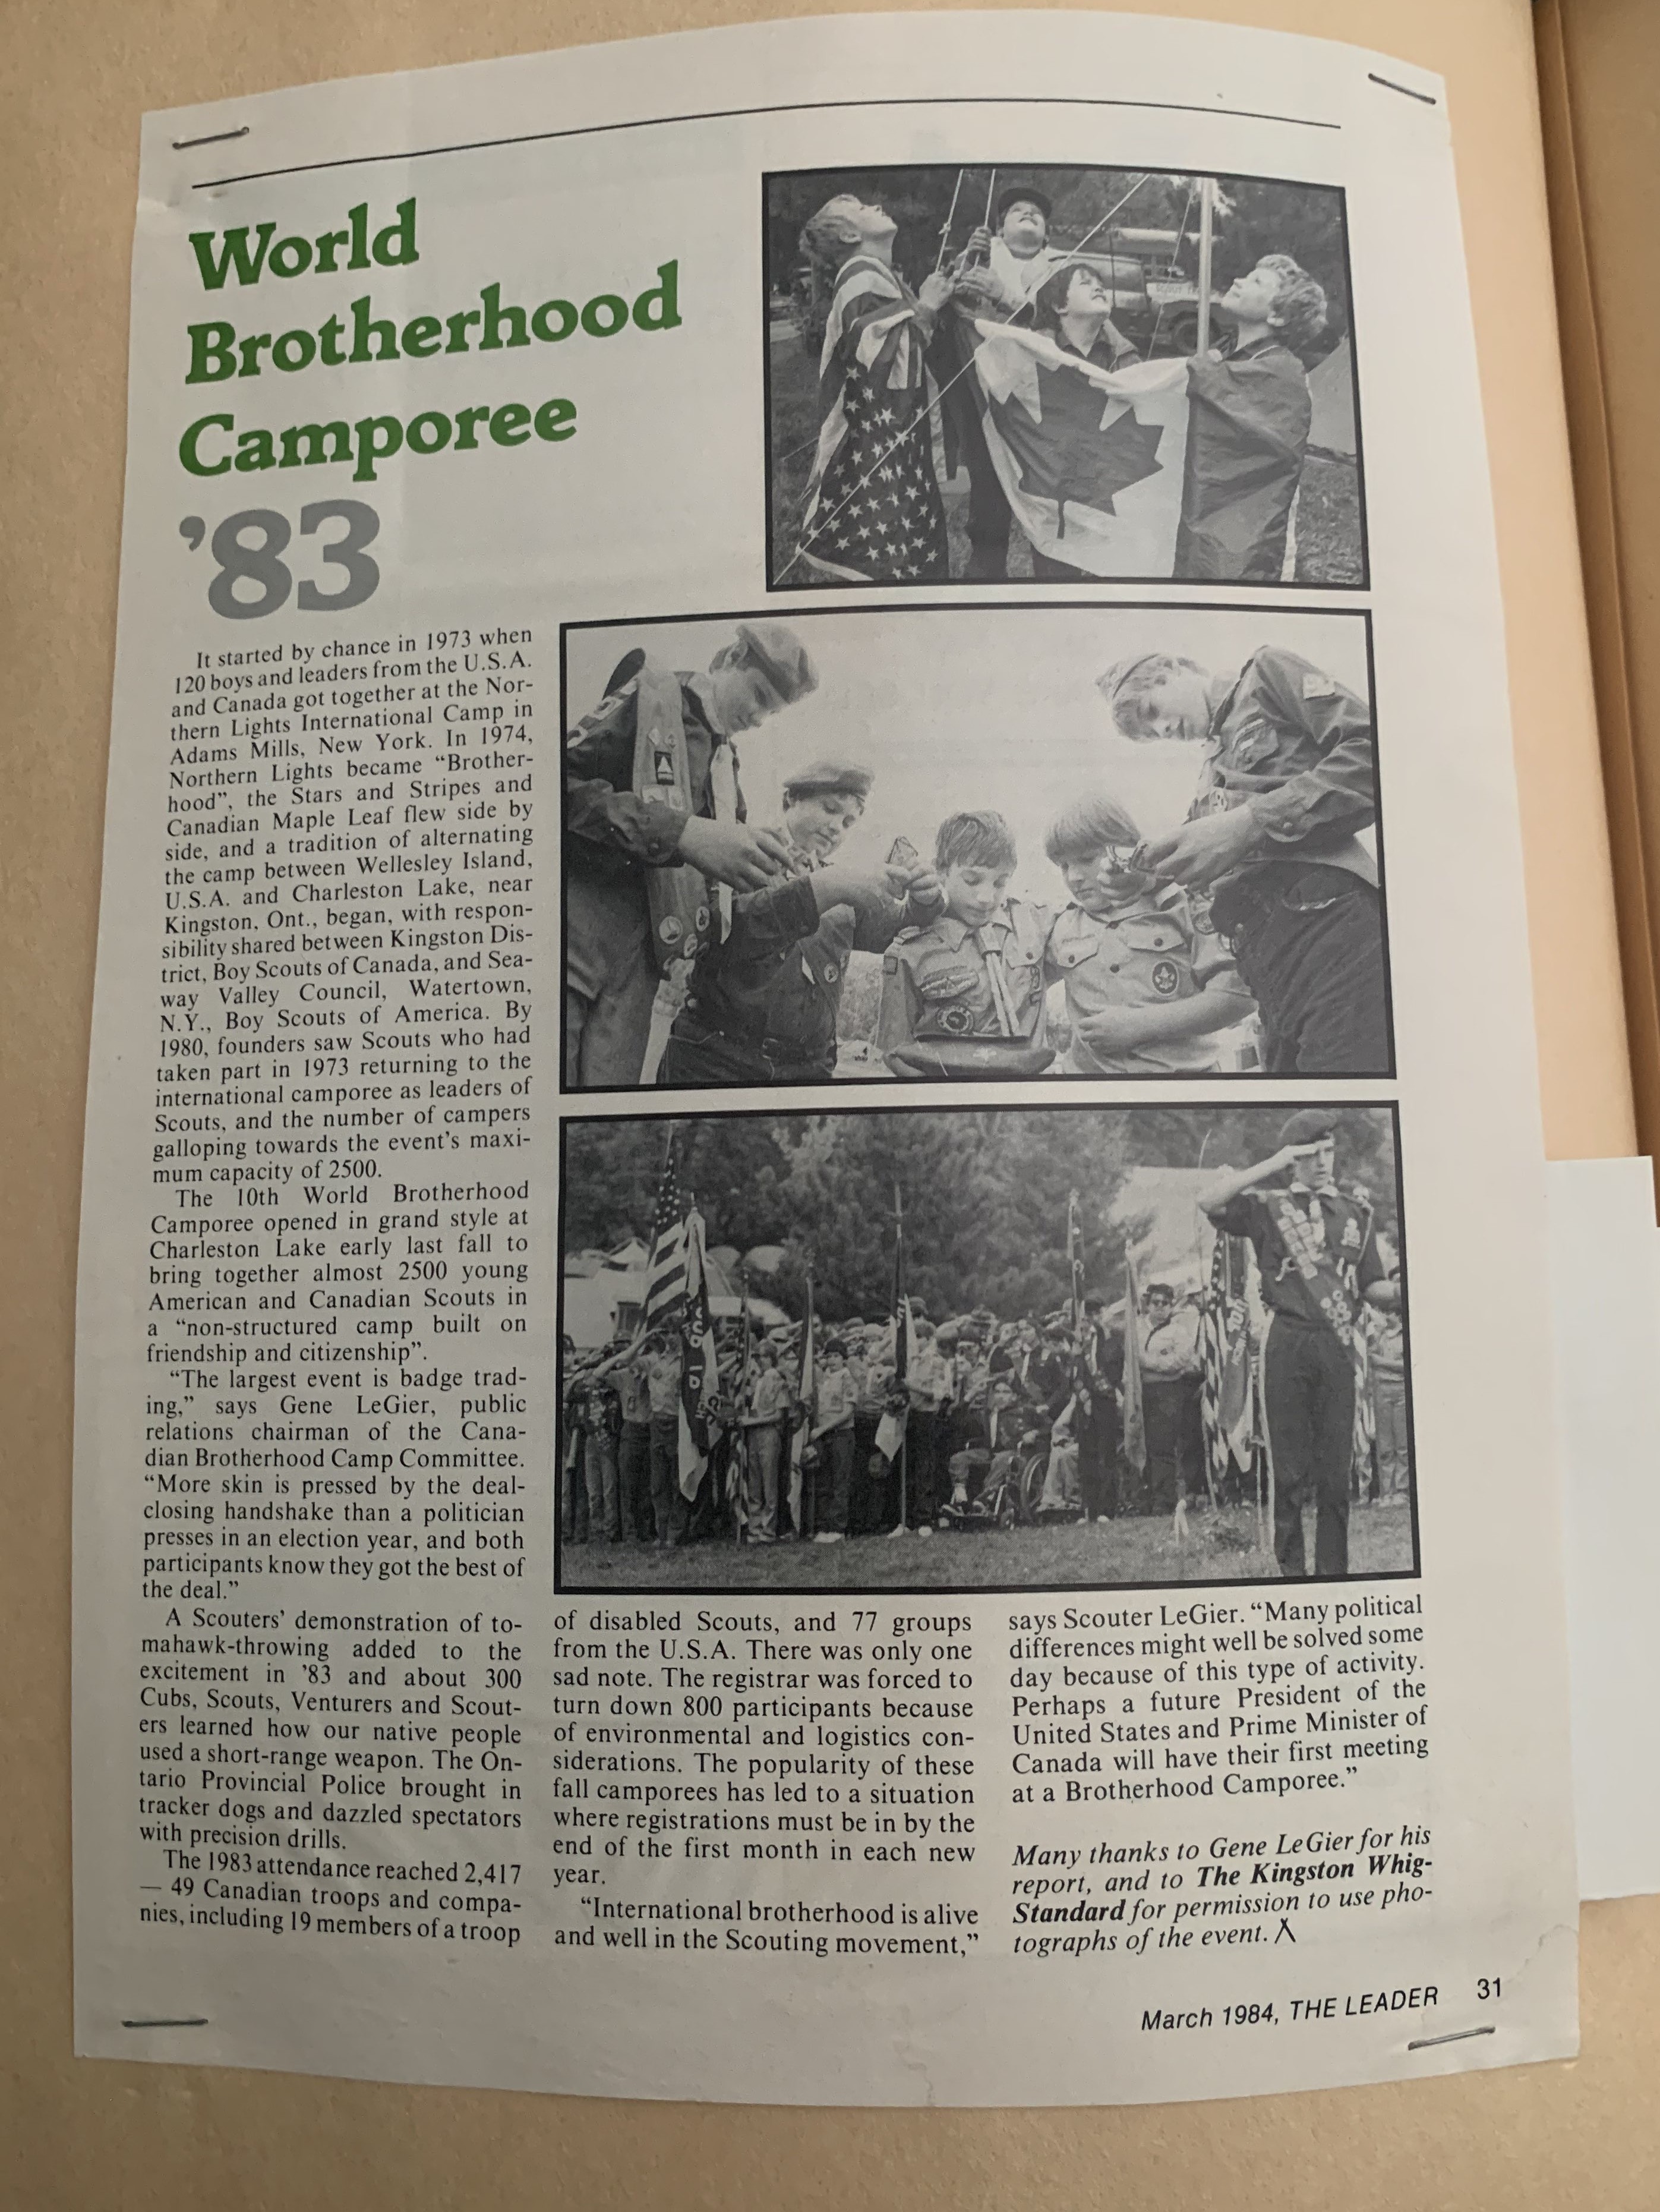 World
Brotherhood
Camporee
’83
It started by chance in 1973 when
120 boys and leaders from the U.S.A.
and Canada got together at the Nor-
thern Lights International Camp in
Adams Mills, New York. In 1974,
Northern Lights became “Brother-
hood”, the Stars and Stripes and
Canadian Maple Leaf flew side by
side, and a tradition of alternating
the camp between Wellesley Island,
U.S.A. and Charleston Lake, near
Kingston, Ont., began, with respon-
sibility shared between Kingston Dis-
trict, Boy Scouts of Canada, and Sea-
way Valley Council, Watertown,
N.Y., Boy Scouts of America. By
1980, founders saw Scouts who had
taken part in 1973 returning to the
international camporee as leaders of
Scouts, and the number of campers
galloping towards the event’s maxi-
mum capacity of 2500.
The 10th World Brotherhood
Camporee opened in grand style at
Charleston Lake early last fall to
bring together almost 2500 young
American and Canadian Scouts in
a “non-structured camp built on
friendship and citizenship”.
“The largest event is badge trad-
ing,” says Gene LeGier, public
relations chairman of the Cana-
dian Brotherhood Camp Committee.
“More skin is pressed by the deal-
closing handshake than a politician
presses in an election year, and both
participants know they got the best of
the deal.”
A Scouters’ demonstration of to-
mahawk-throwing added to the
excitement in ’83 and about 300
Cubs, Scouts, Venturers and Scout-
ers learned how our native people
used a short-range weapon. The On-
tario Provincial Police brought in
tracker dogs and dazzled spectators
with precision drills.
The 1983 attendance reached 2,417
— 49 Canadian troops and compa-
nies, including 19 members of a troop
of disabled Scouts, and 77 groups
from the U.S.A. There was only one
sad note. The registrar was forced to
turn down 800 participants because
of environmental and logistics con-
siderations. The popularity of these
fall camporees has led to a situation
where registrations must be in by the
end of the first month in each new
year.
“International brotherhood is alive
and well in the Scouting movement,”
says Scouter LeGier. “Many political
differences might well be solved some
day because of this type of activity.
Perhaps a future President of the
United States and Prime Minister of
Canada will have their first meeting
at a Brotherhood Camporee.”
Many thanks to Gene LeGier for his
report, and to The Kingston Whig-
Standard for permission to use pho-
tographs of the event.
March 1984, THE LEADER 31